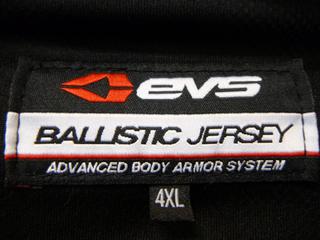 EVS
BALLISTIC JERSEY
ADVANCED BODY ARMOR SYSTEM
4XL